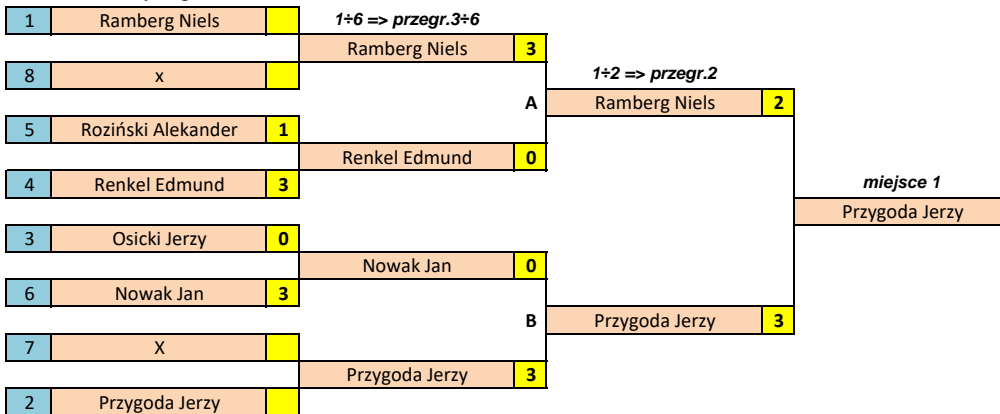 1 Ramberg Niels
1÷6 => przegr.3÷6
Ramberg Niels 3
8 x
1÷2 => przegr.2
A Ramberg Niels 2
5 Roziński Alekander 1
Renkel Edmund 0
4 Renkel Edmund 3
miejsce 1
Przygoda Jerzy
3 Osicki Jerzy 0
Nowak Jan 0
6 Nowak Jan 3
B Przygoda Jerzy 3
7 X
Przygoda Jerzy 3
2 Przygoda Jerzy